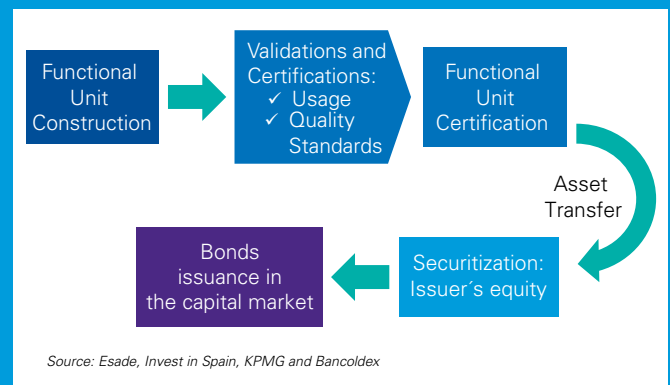 Functional
Unit
Construction
Validations and
Certifications:
✓ Usage
✓ Quality
Standards
Functional
Unit
Certification
Asset
Transfer
Securitization:
Issuer´s equity
Bonds
issuance in
the capital market
Source: Esade, Invest in Spain, KPMG and Bancoldex